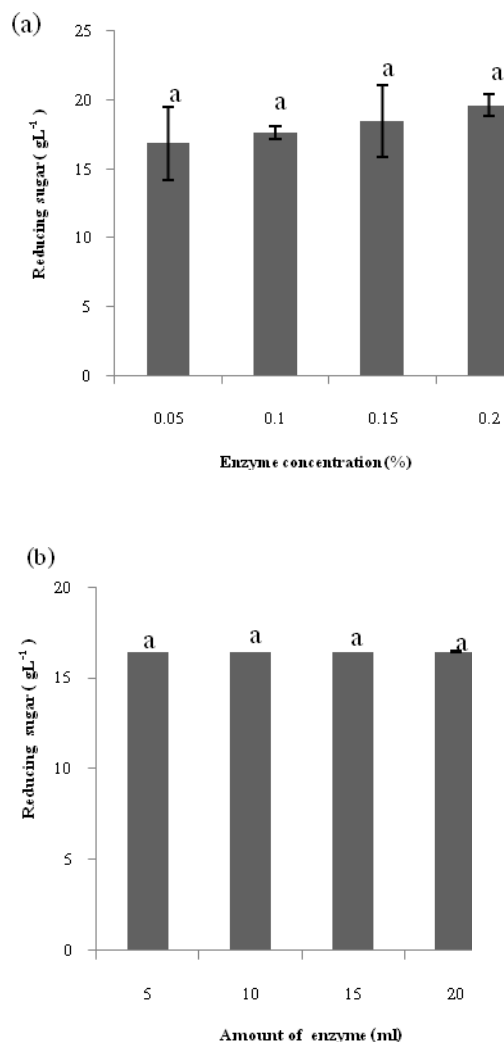 (a)
25
20
15
10
5
0
a
a
a
a
Reducing sugar ( gL⁻¹)
0.05 0.1 0.15 0.2
Enzyme concentration (%)
(b)
20
15
10
5
0
a
a
a
a
Reducing sugar ( gL⁻¹)
5 10 15 20
Amount of enzyme (ml)